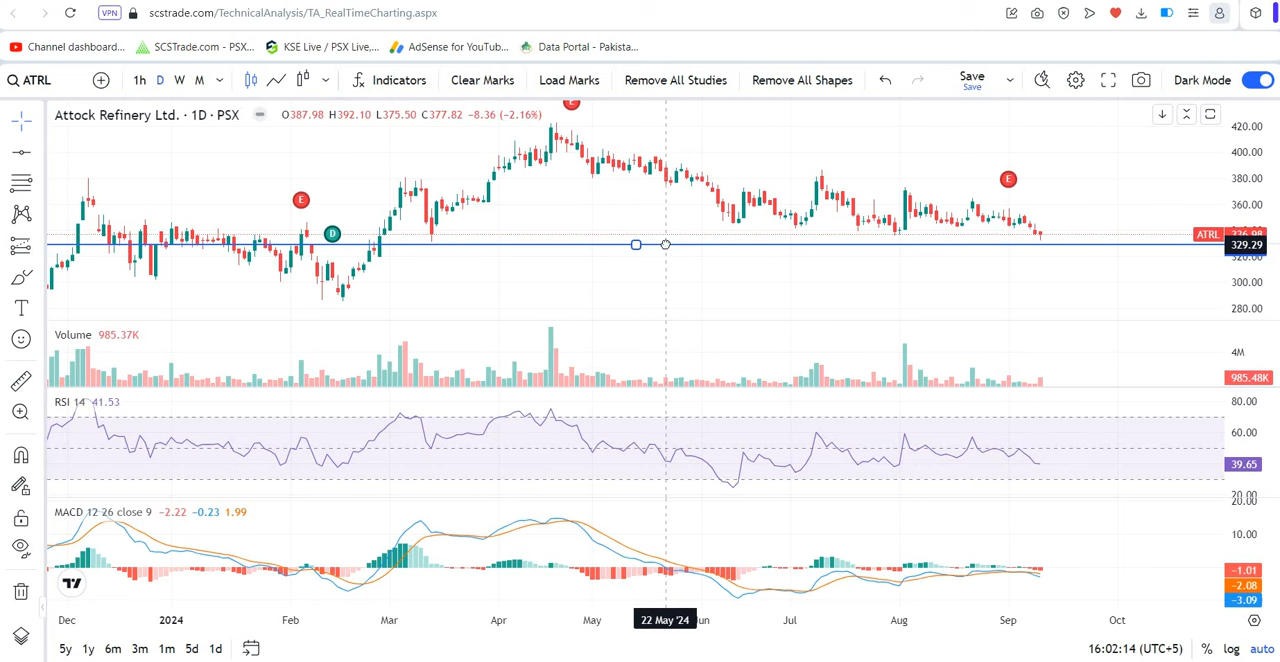 VPN scstrade.com/TechnicalAnalysis/TA_RealTimeCharting.aspx
Channel dashboard... SCSTrade.com - PSX... KSE Live / PSX Live,... AdSense for YouTub... Data Portal - Pakista...
ATRL 1h D W M Indicators Clear Marks Load Marks Remove All Studies Remove All Shapes Save Save Dark Mode
Attock Refinery Ltd. · 1D · PSX O387.98 H392.10 L375.50 C377.82 −8.36 (−2.16%)
E
420.00
400.00
E 380.00
E 360.00
D
ATRL 336.98
329.29
320.00
300.00
280.00
Volume 985.37K
4M
985.48K
RSI 14 41.53 80.00
60.00
39.65
20.00
MACD 12 26 close 9 −2.22 −0.23 1.99
10.00
−1.01
−2.08
−3.09
Dec 2024 Feb Mar Apr May 22 May '24 Jun Jul Aug Sep Oct
5y 1y 6m 3m 1m 5d 1d 16:02:14 (UTC+5) % log auto